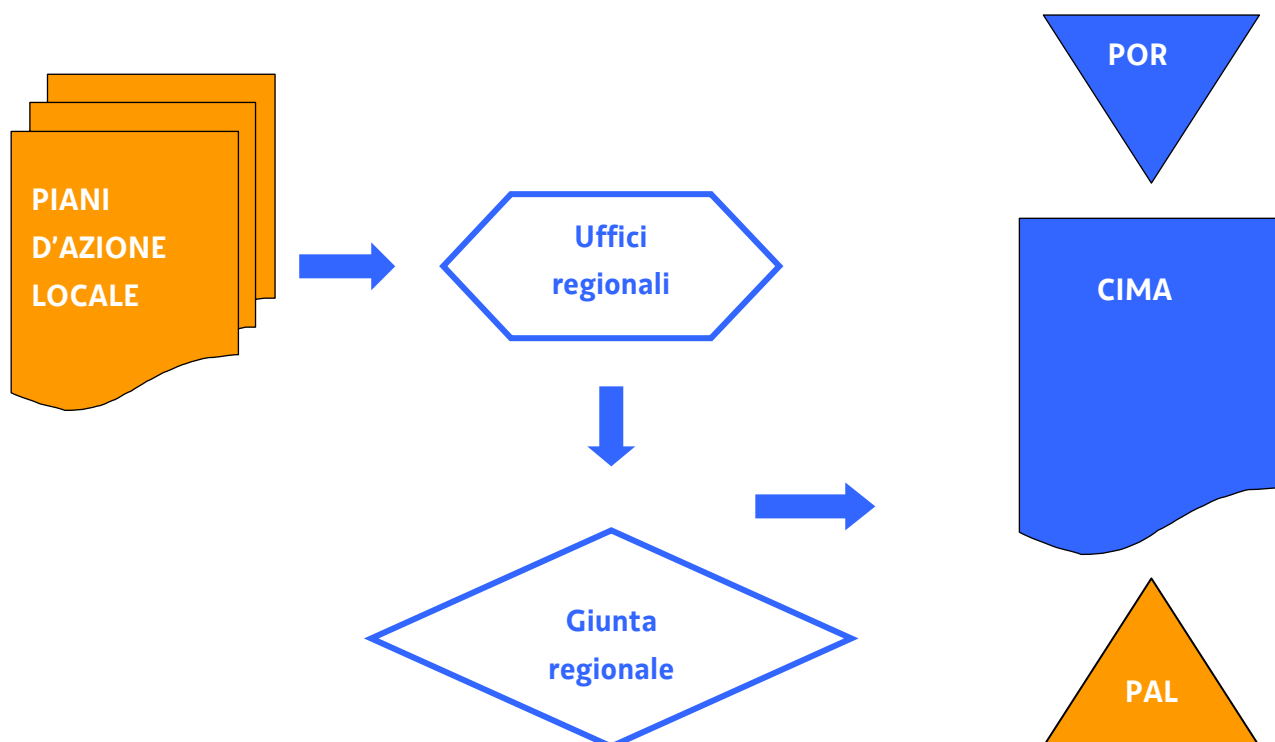 PIANI
D'AZIONE
LOCALE
Uffici
regionali
Giunta
regionale
POR
CIMA
PAL